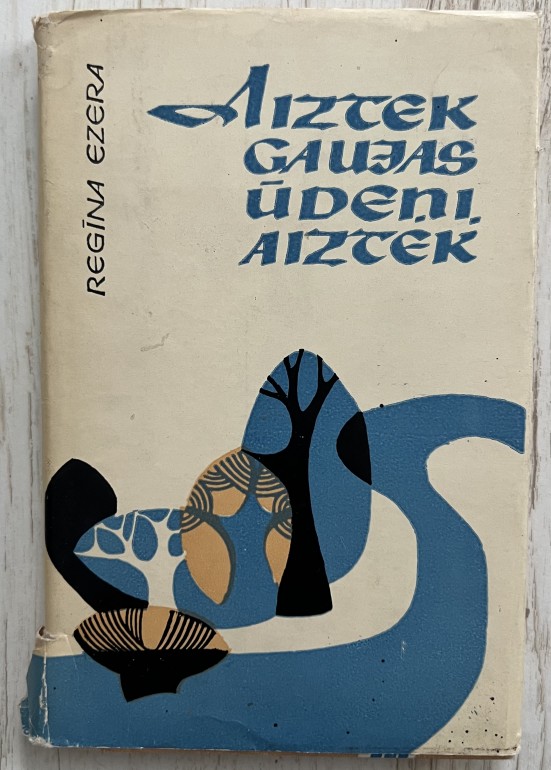 REGĪNA EZERA
AIZTEK
GAUJAS
ŪDEŅI,
AIZTEK